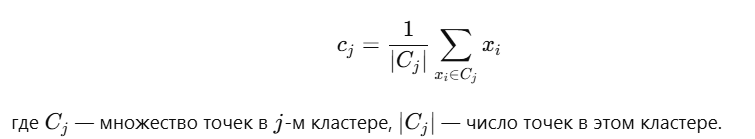 c_j = \frac{1}{|C_j|} \sum_{x_i \in C_j} x_i
где C_j — множество точек в j-м кластере, |C_j| — число точек в этом кластере.